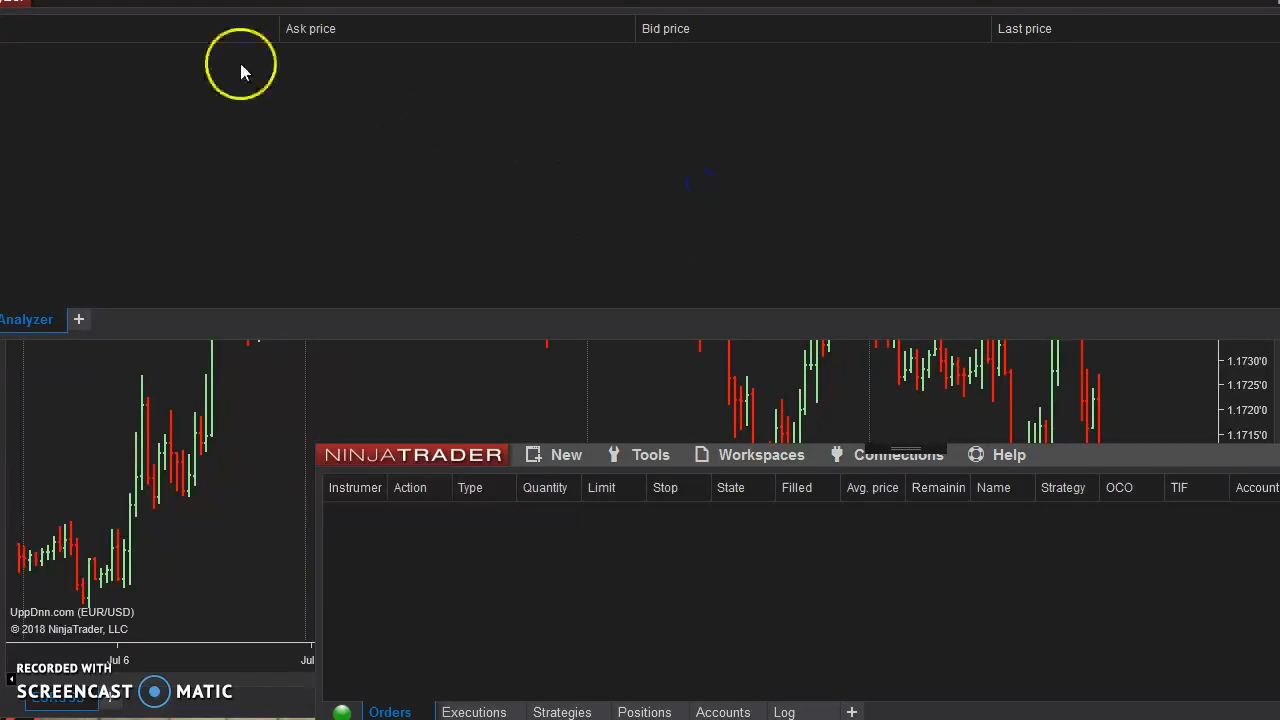 Ask price Bid price Last price
Analyzer +
1.1730'0
1.1725'0
1.1720'0
1.1715'0
NINJATRADER New Tools Workspaces Connections Help
Instrumer Action Type Quantity Limit Stop State Filled Avg. price Remainin Name Strategy OCO TIF Account
UppDnn.com (EUR/USD)
© 2018 NinjaTrader, LLC
Jul 6 Jul
RECORDED WITH
SCREENCAST MATIC
Orders Executions Strategies Positions Accounts Log +